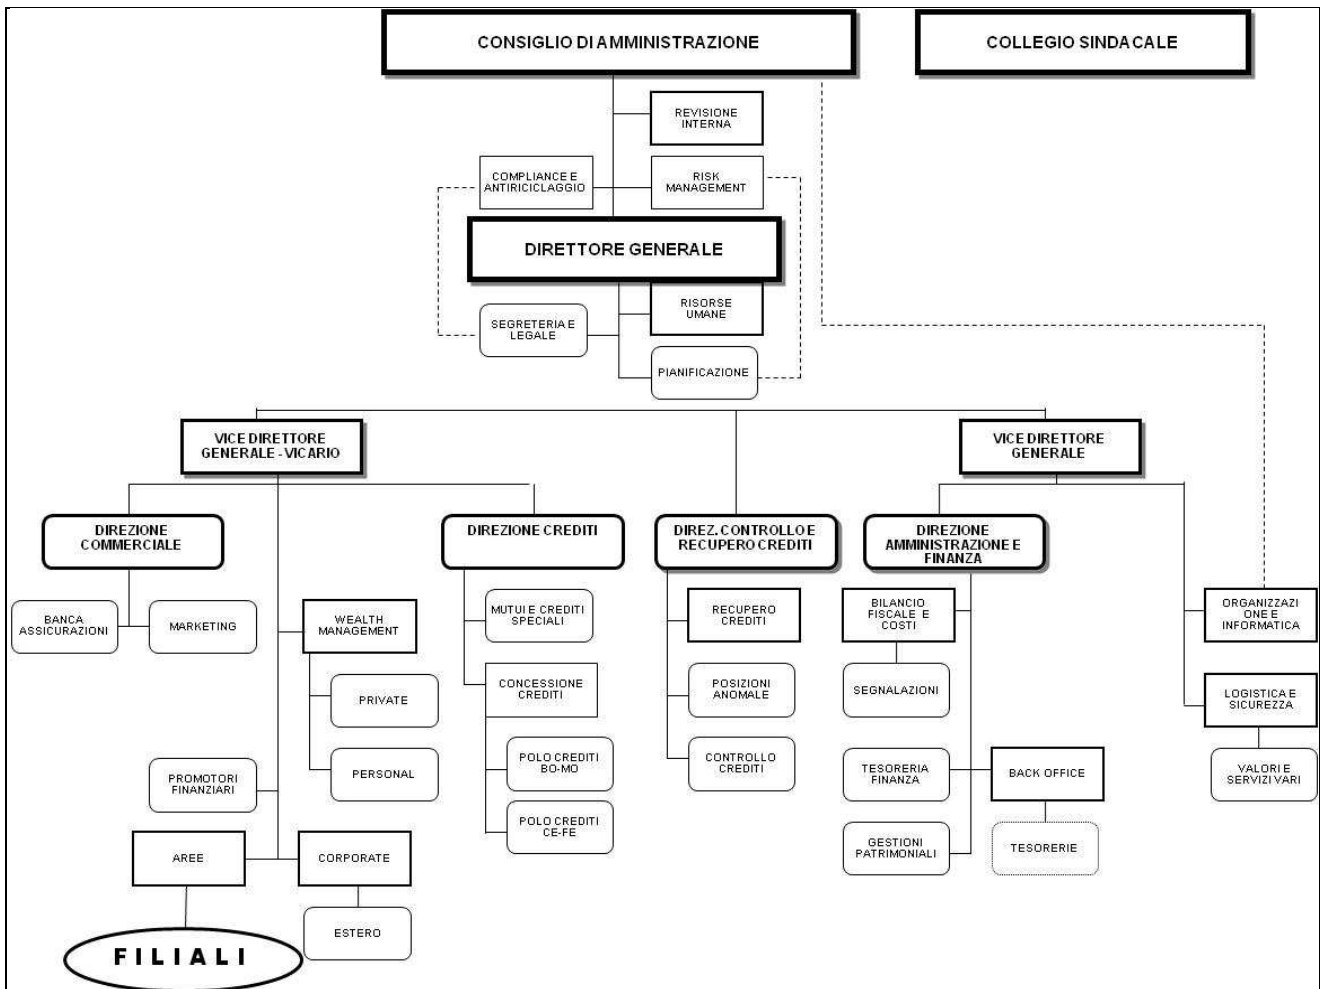 CONSIGLIO DI AMMINISTRAZIONE
COLLEGIO SINDACALE
REVISIONE
INTERNA
COMPLIANCE E
ANTIRICICLAGGIO
RISK
MANAGEMENT
DIRETTORE GENERALE
RISORSE
UMANE
SEGRETERIA E
LEGALE
PIANIFICAZIONE
VICE DIRETTORE
GENERALE - VICARIO
VICE DIRETTORE
GENERALE
DIREZIONE
COMMERCIALE
DIREZIONE CREDITI
DIREZ. CONTROLLO E
RECUPERO CREDITI
DIREZIONE
AMMINISTRAZIONE E
FINANZA
BANCA
ASSICURAZIONI
MARKETING
WEALTH
MANAGEMENT
MUTUI E CREDITI
SPECIALI
RECUPERO
CREDITI
BILANCIO
FISCALE E
COSTI
ORGANIZZAZI
ONE E
INFORMATICA
PRIVATE
CONCESSIONE
CREDITI
POSIZIONI
ANOMALE
SEGNALAZIONI
LOGISTICA E
SICUREZZA
PROMOTORI
FINANZIARI
PERSONAL
POLO CREDITI
BO-MO
CONTROLLO
CREDITI
TESORERIA
FINANZA
BACK OFFICE
VALORI E
SERVIZI VARI
POLO CREDITI
CE-FE
AREE
CORPORATE
GESTIONI
PATRIMONIALI
TESORERIE
ESTERO
FILIALI